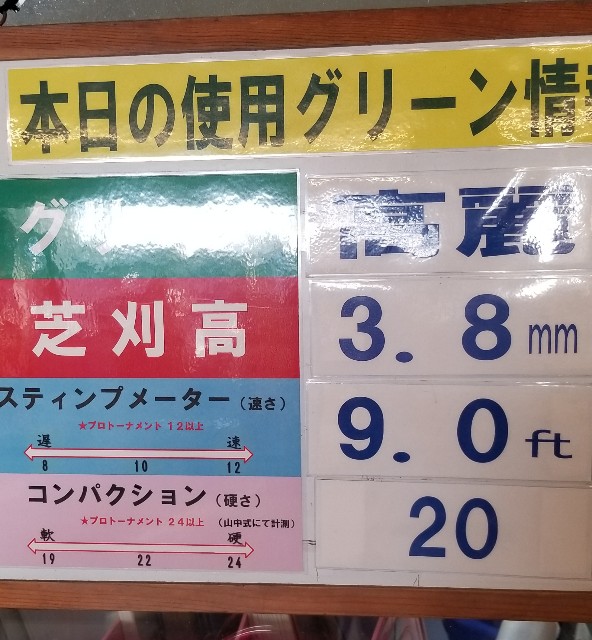 本日の使用グリーン情
高麗
芝刈高
3.8mm
スティンプメーター(速さ)
★プロトーナメント 12以上
遅 速
8 10 12
9.0ft
コンパクション(硬さ)
★プロトーナメント 24以上 (山中式にて計測)
軟 硬
19 22 24
20